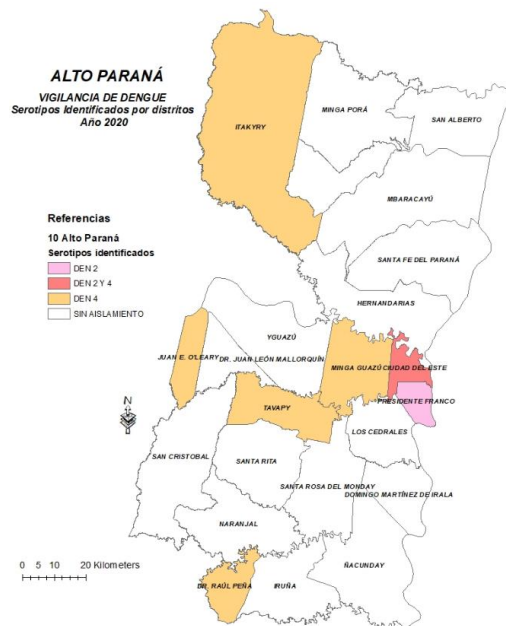 ALTO PARANÁ
VIGILANCIA DE DENGUE
Serotipos Identificados por distritos
Año 2020
ITAKYRY
MINGA PORÁ
SAN ALBERTO
MBARACAYÚ
SANTA FE DEL PARANÁ
HERNANDARIAS
Referencias
10 Alto Paraná
Serotipos identificados
DEN 2
DEN 2 Y 4
DEN 4
SIN AISLAMIENTO
YGUAZÚ
JUAN E. O'LEARY
DR. JUAN LEÓN MALLORQUÍN
MINGA GUAZÚ
CIUDAD DEL ESTE
PRESIDENTE FRANCO
TAVAPY
LOS CEDRALES
N
SAN CRISTOBAL
SANTA RITA
SANTA ROSA DEL MONDAY
DOMINGO MARTÍNEZ DE IRALA
NARANJAL
ÑACUNDAY
DR. RAÚL PEÑA
IRUÑA
0 5 10 20 Kilometers